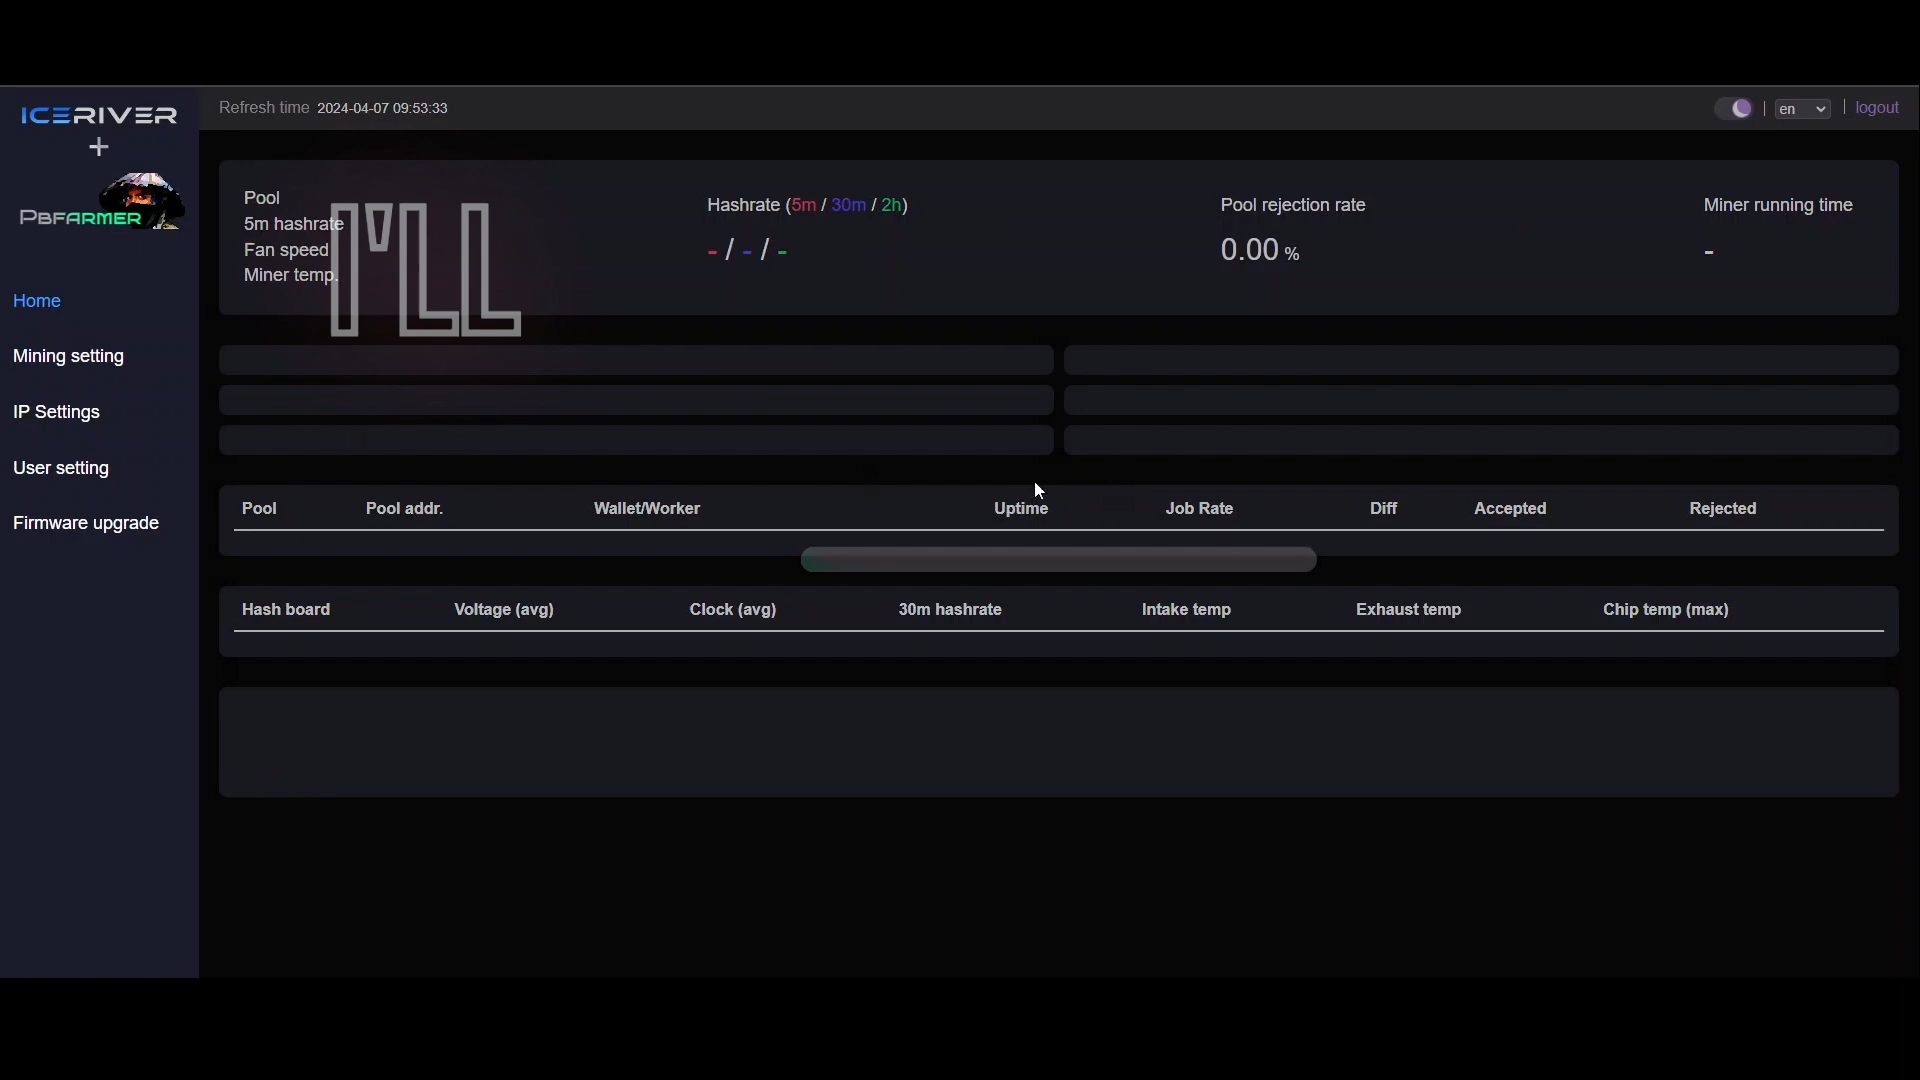 ICERIVER
Refresh time 2024-04-07 09:53:33
en
logout
+
PBFARMER
Home
Mining setting
IP Settings
User setting
Firmware upgrade
Pool
5m hashrate
Fan speed
Miner temp.
I'LL
Hashrate (5m / 30m / 2h)
- / - / -
Pool rejection rate
0.00 %
Miner running time
-
Pool Pool addr. Wallet/Worker Uptime Job Rate Diff Accepted Rejected
Hash board Voltage (avg) Clock (avg) 30m hashrate Intake temp Exhaust temp Chip temp (max)